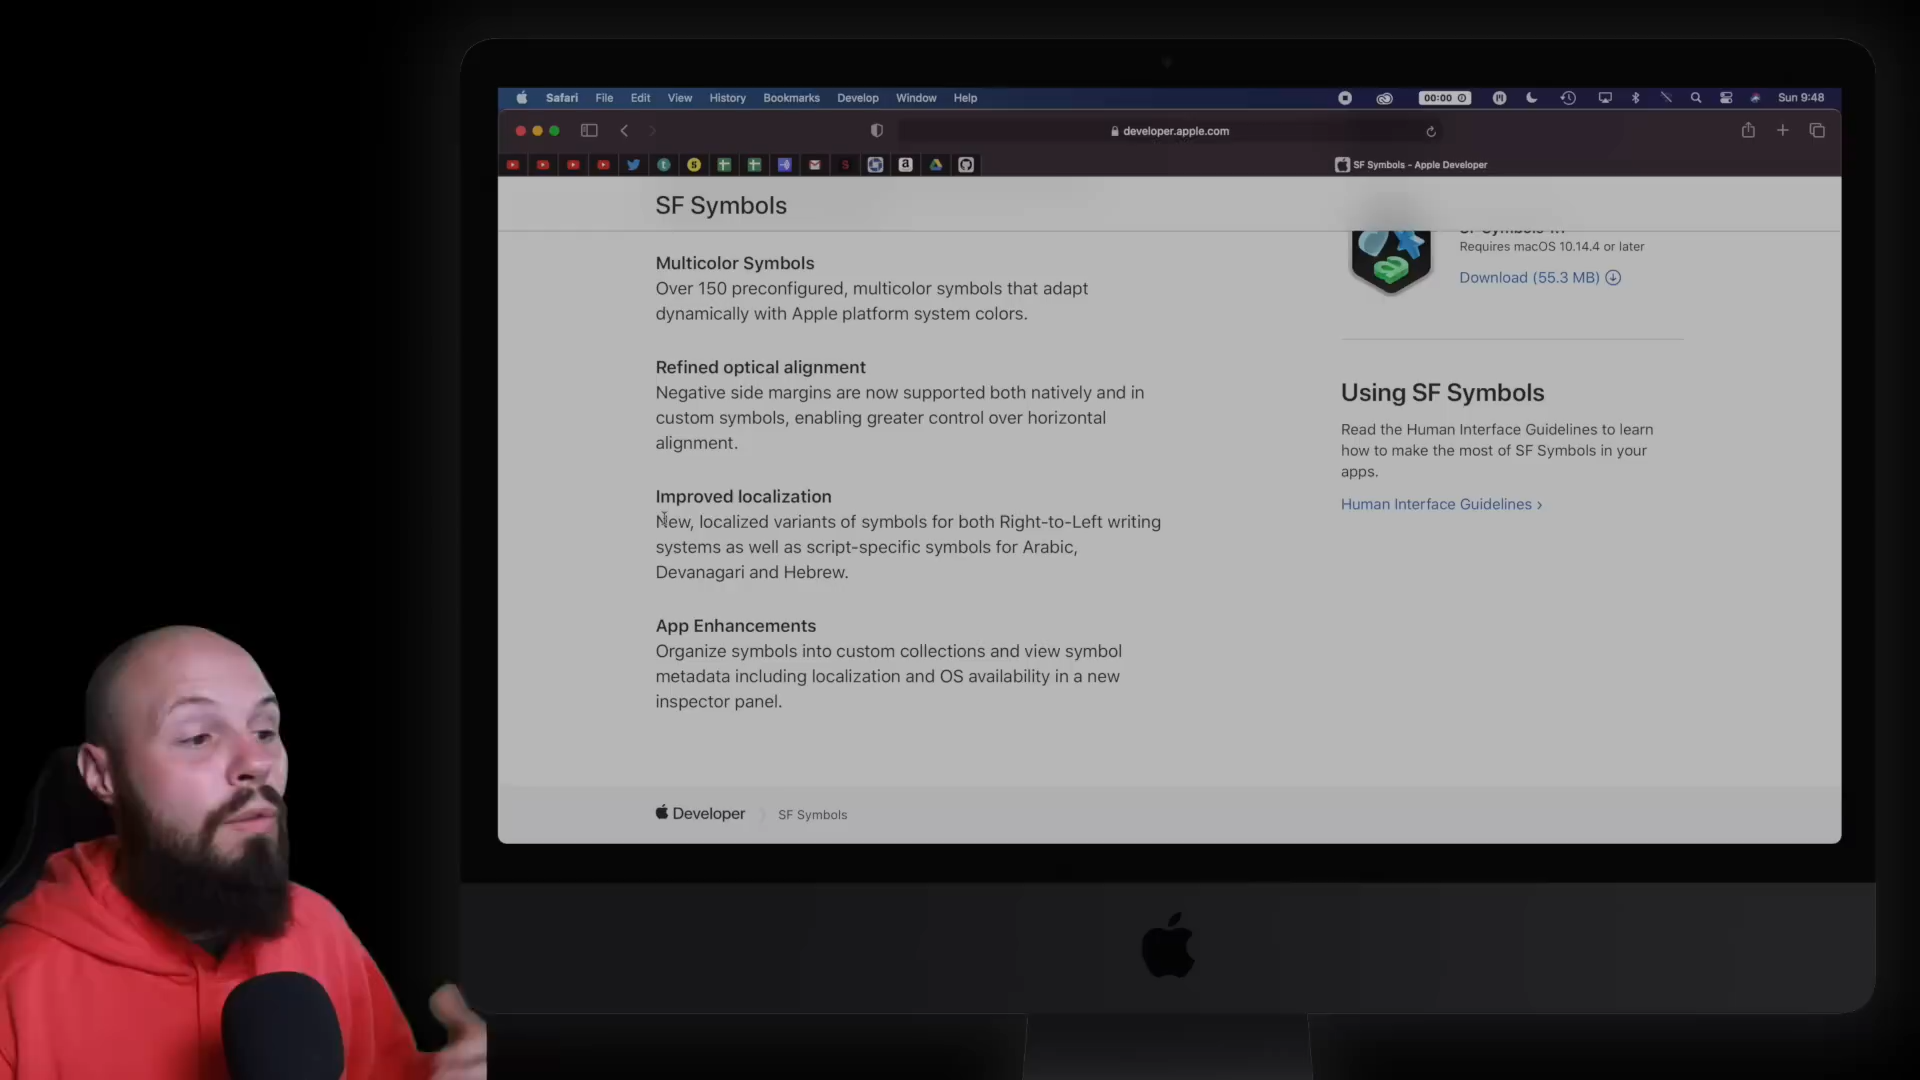 Safari File Edit View History Bookmarks Develop Window Help
00:00
Sun 9:48
developer.apple.com
SF Symbols - Apple Developer
SF Symbols
Multicolor Symbols
Over 150 preconfigured, multicolor symbols that adapt
dynamically with Apple platform system colors.
Refined optical alignment
Negative side margins are now supported both natively and in
custom symbols, enabling greater control over horizontal
alignment.
Improved localization
New, localized variants of symbols for both Right-to-Left writing
systems as well as script-specific symbols for Arabic,
Devanagari and Hebrew.
App Enhancements
Organize symbols into custom collections and view symbol
metadata including localization and OS availability in a new
inspector panel.
Requires macOS 10.14.4 or later
Download (55.3 MB)
Using SF Symbols
Read the Human Interface Guidelines to learn
how to make the most of SF Symbols in your
apps.
Human Interface Guidelines ›
Developer SF Symbols